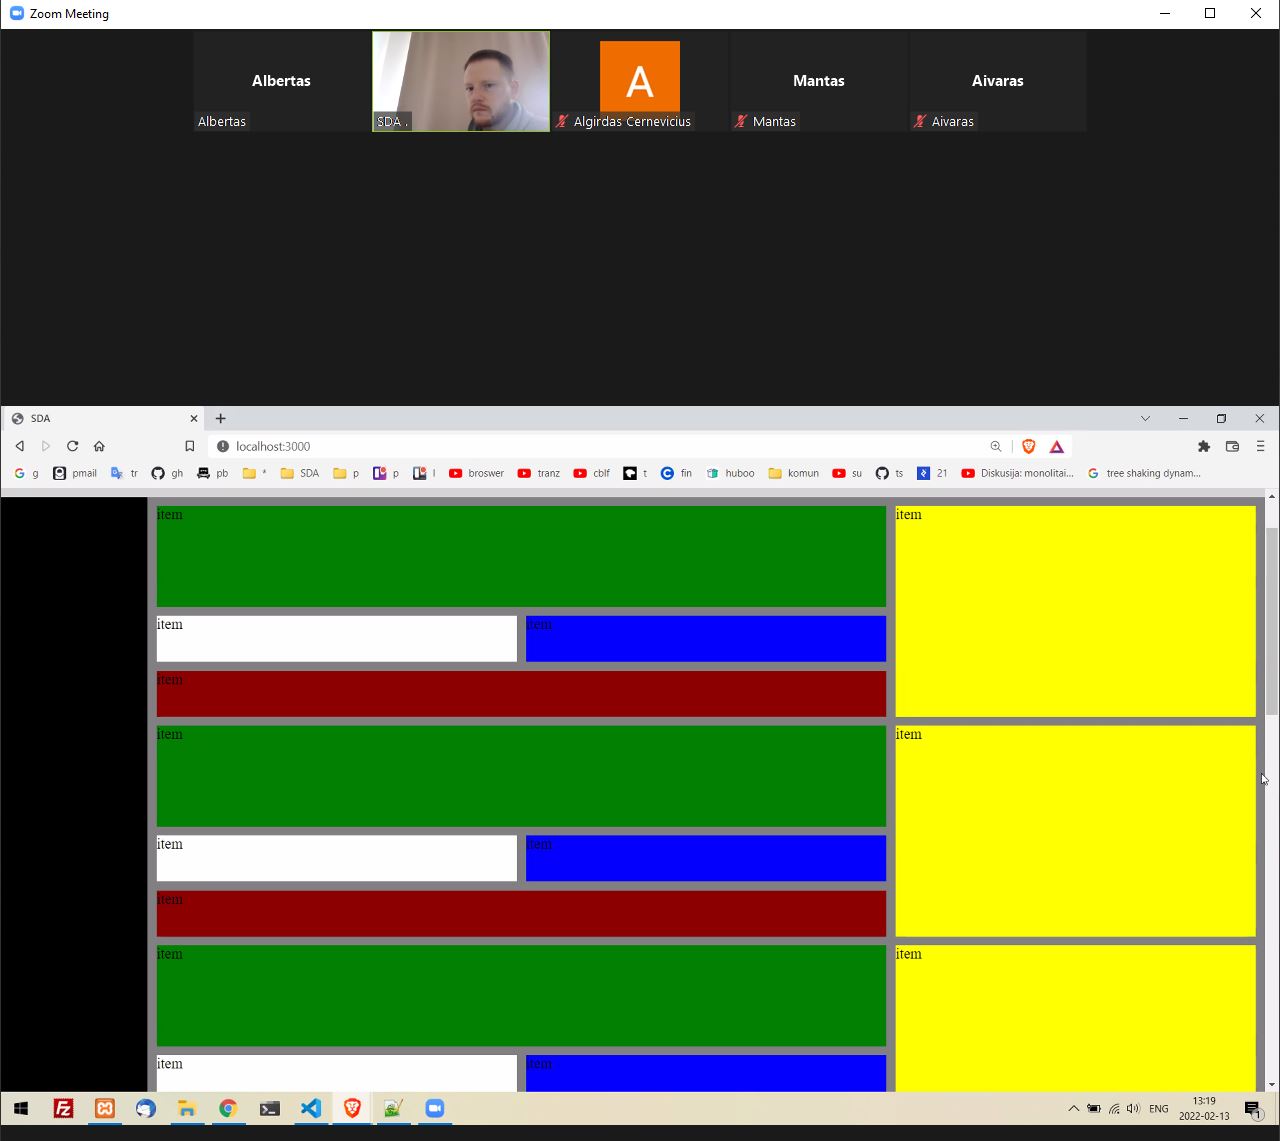 Zoom Meeting
Albertas
Mantas
Aivaras
A
Albertas
SDA .
Algirdas Cernevicius
Mantas
Aivaras
SDA
localhost:3000
G g
pmail
tr
gh
pb
*
SDA
p
p
l
broswer
tranz
cblf
t
fin
huboo
komun
su
ts
21
Diskusija: monolitai...
tree shaking dynam...
item
item
item
item
item
item
item
item
item
item
item
item
item
item
ENG
13:19
2022-02-13
1